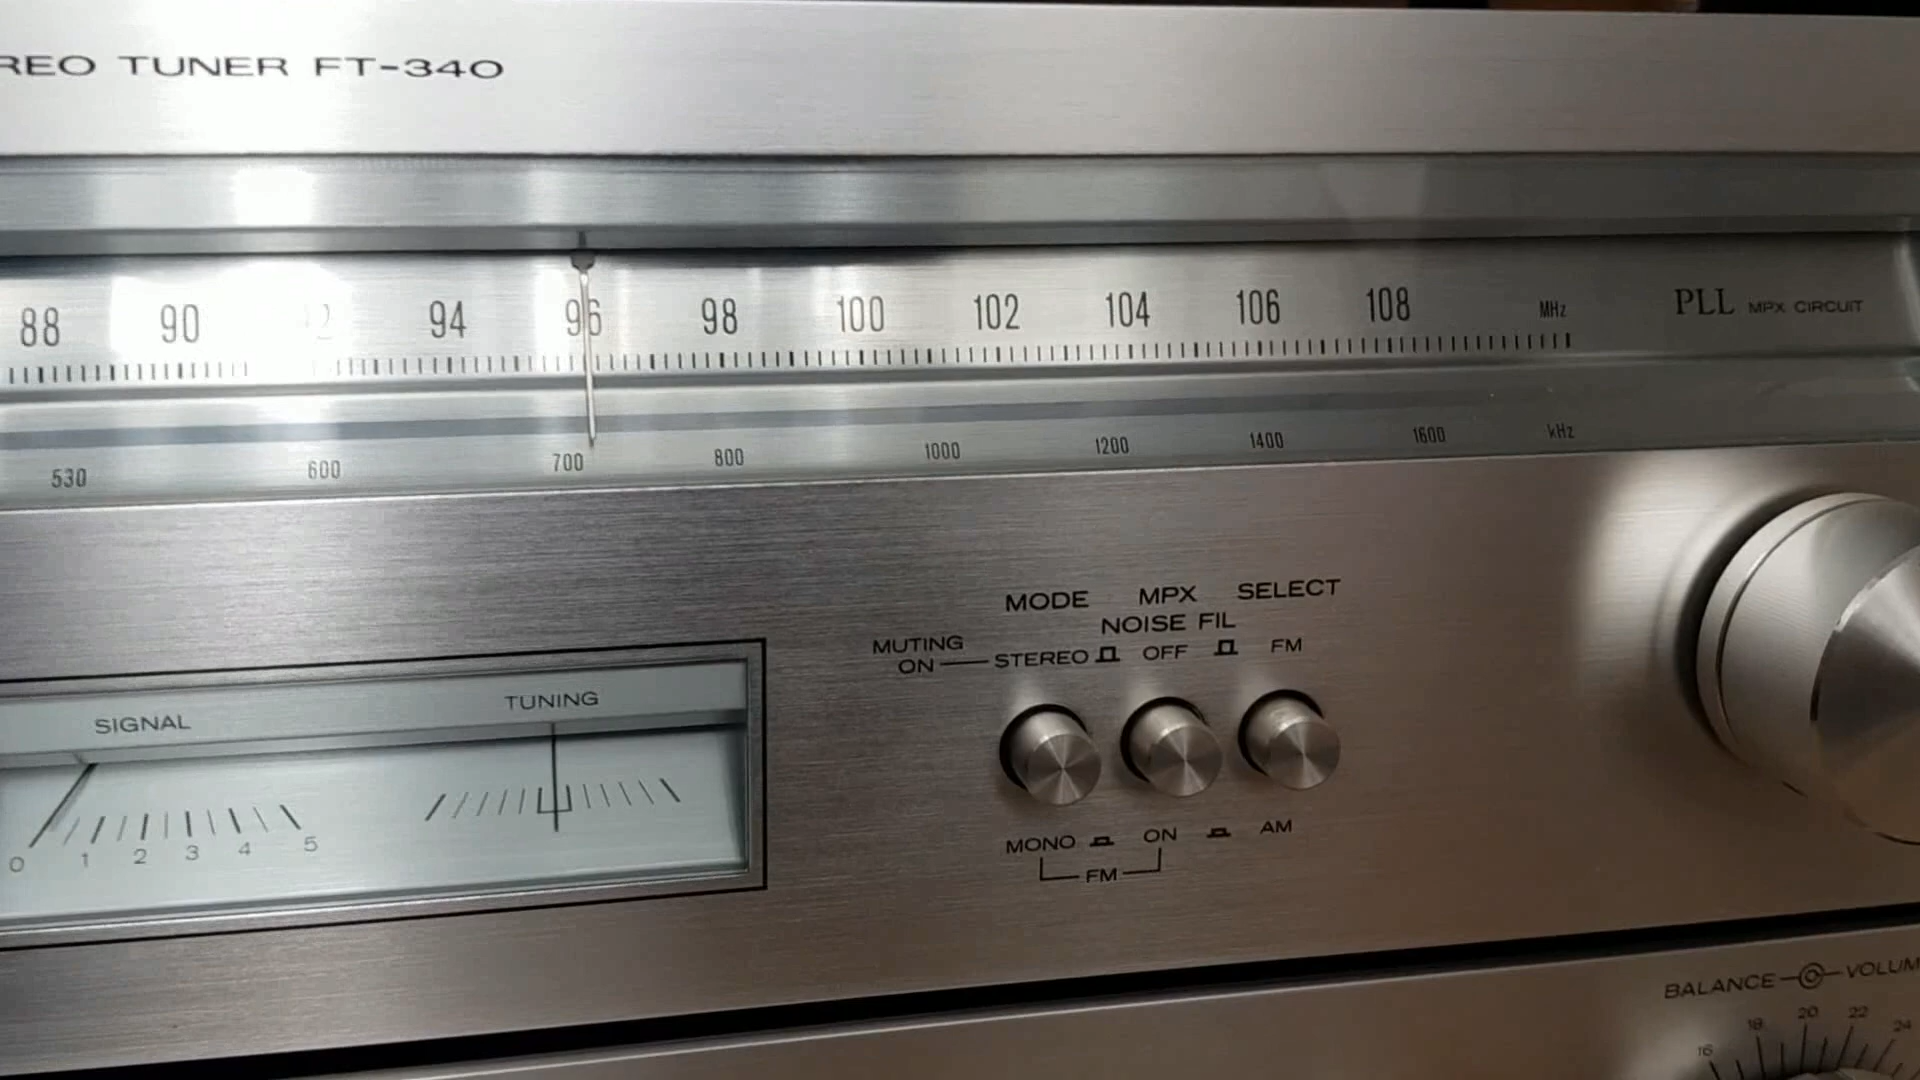 REO TUNER FT-340
88 90 92 94 96 98 100 102 104 106 108 MHz PLL MPX CIRCUIT
530 600 700 800 1000 1200 1400 1600 kHz
MODE MPX SELECT
NOISE FIL
MUTING
ON STEREO OFF FM
SIGNAL TUNING
0 1 2 3 4 5
MONO ON AM
FM
BALANCE VOLUM
16 18 20 22 24